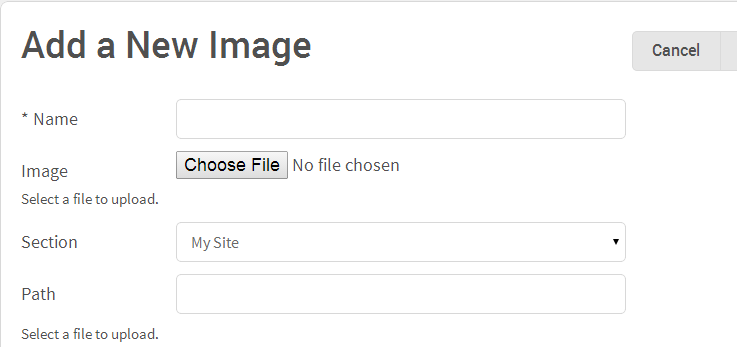 Add a New Image
Cancel
* Name
Image
Choose File No file chosen
Select a file to upload.
Section
My Site
Path
Select a file to upload.